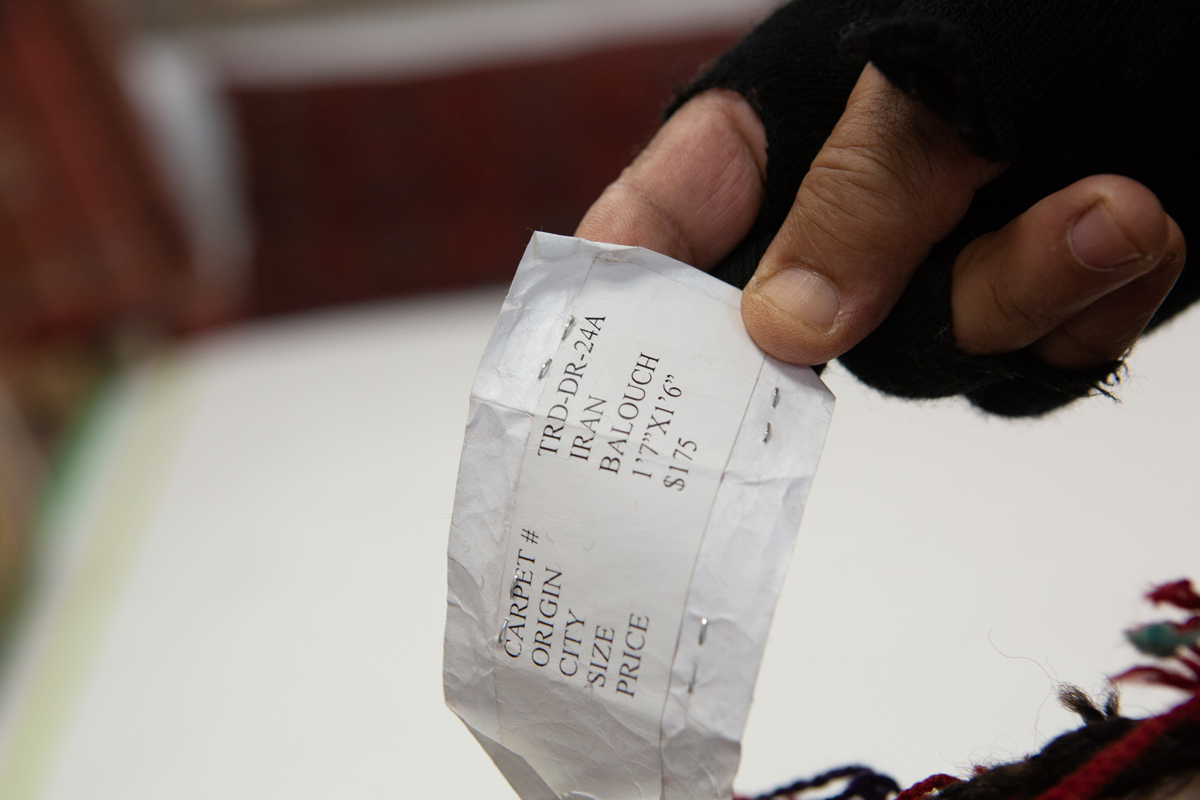 CARPET # TRD-DR-24A
ORIGIN IRAN
CITY BALOUCH
SIZE 1'7”X1'6”
PRICE $175